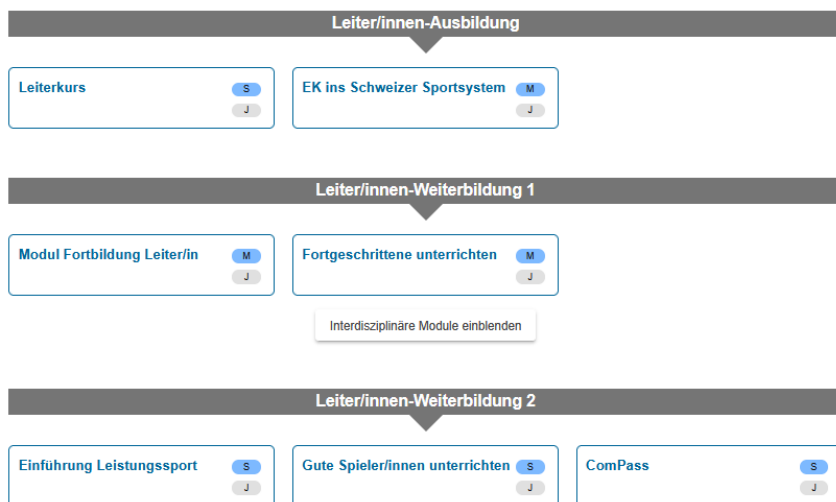 Leiter/innen-Ausbildung
Leiterkurs S
J
EK ins Schweizer Sportsystem M
J
Leiter/innen-Weiterbildung 1
Modul Fortbildung Leiter/in M
J
Fortgeschrittene unterrichten M
J
Interdisziplinäre Module einblenden
Leiter/innen-Weiterbildung 2
Einführung Leistungssport S
J
Gute Spieler/innen unterrichten S
J
ComPass S
J